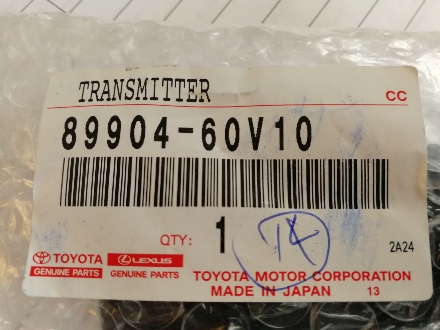 TRANSMITTER CC
89904-60V10
QTY: 1
2A24
TOYOTA LEXUS
GENUINE PARTS GENUINE PARTS
TOYOTA MOTOR CORPORATION
MADE IN JAPAN 13